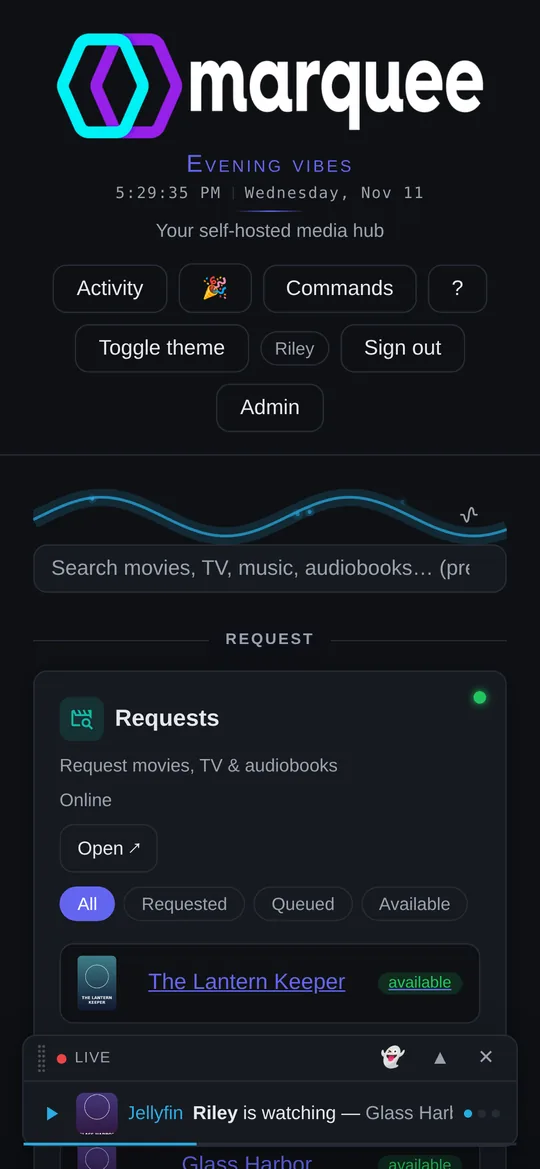 marquee
Evening vibes
5:29:35 PM | Wednesday, Nov 11
Your self-hosted media hub
Activity 🎉 Commands ?
Toggle theme Riley Sign out
Admin
Search movies, TV, music, audiobooks… (pre
REQUEST
Requests
Request movies, TV & audiobooks
Online
Open ↗
All Requested Queued Available
THE LANTERN
KEEPER
The Lantern Keeper available
LIVE 👻 ▲ ✕
Jellyfin Riley is watching — Glass Harb
Glass Harbor available